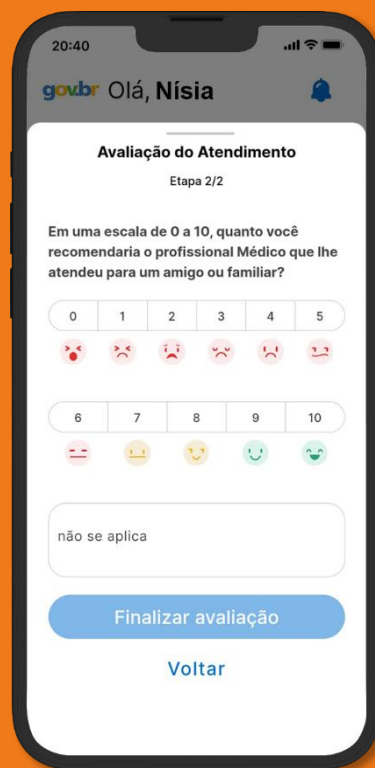 20:40
gov.br Olá, Nísia
Avaliação do Atendimento
Etapa 2/2
Em uma escala de 0 a 10, quanto você
recomendaria o profissional Médico que lhe
atendeu para um amigo ou familiar?
0 1 2 3 4 5
6 7 8 9 10
não se aplica
Finalizar avaliação
Voltar